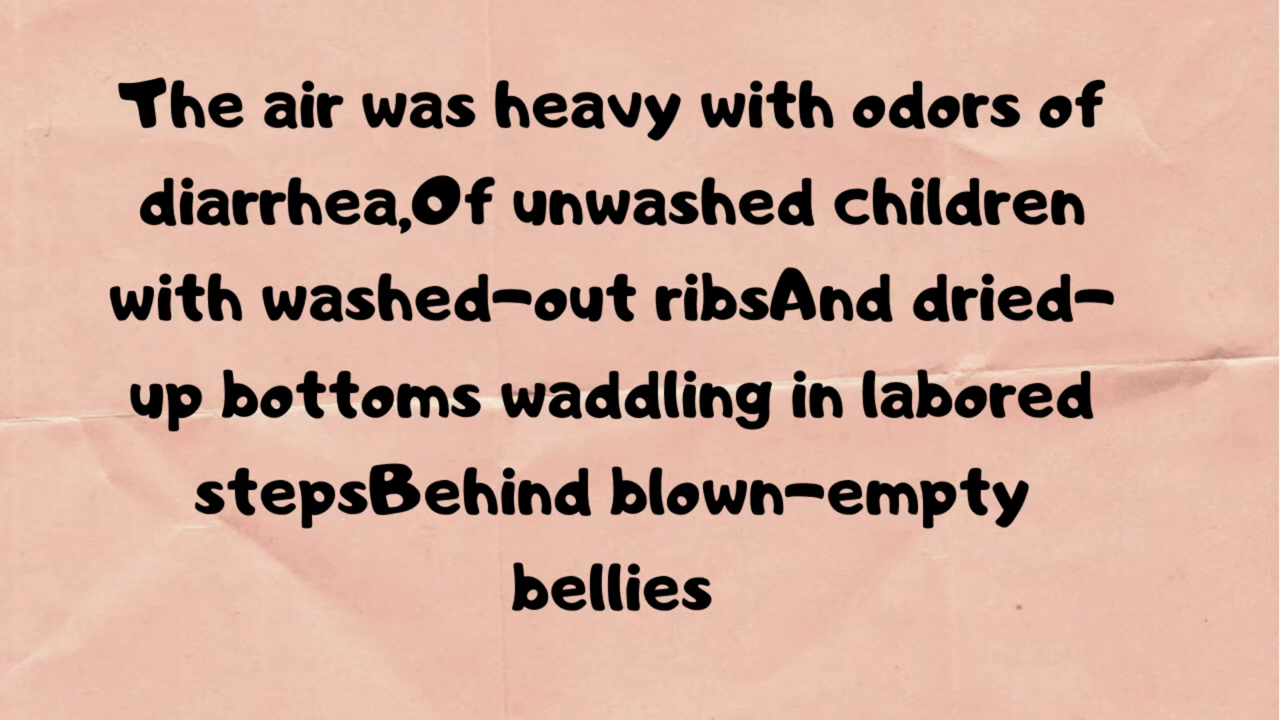 The air was heavy with odors of
diarrhea,Of unwashed children
with washed-out ribsAnd dried-
up bottoms waddling in labored
stepsBehind blown-empty
bellies